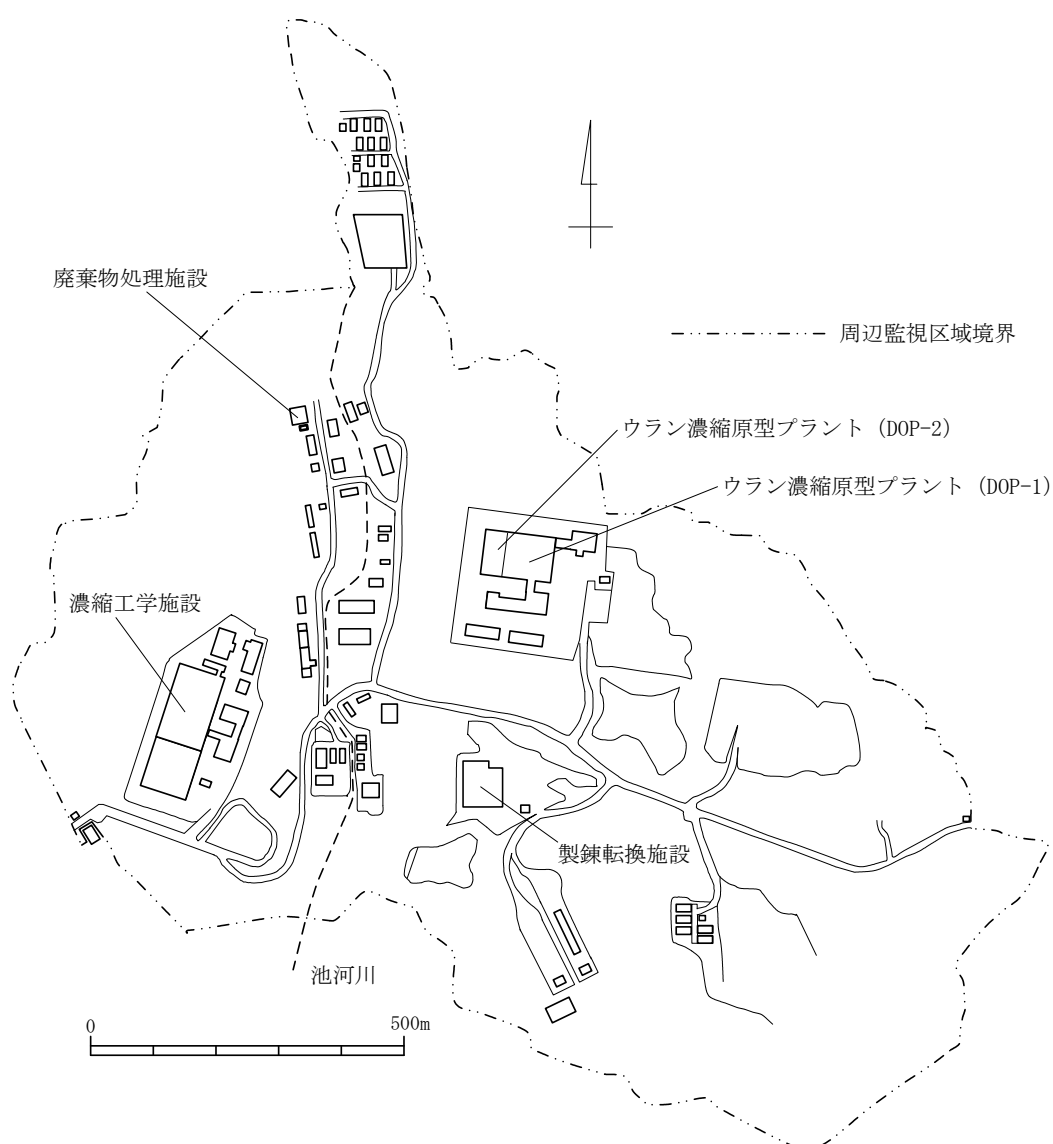 廃棄物処理施設
周辺監視区域境界
ウラン濃縮原型プラント (DOP-2)
ウラン濃縮原型プラント (DOP-1)
濃縮工学施設
製錬転換施設
池河川
0
500m